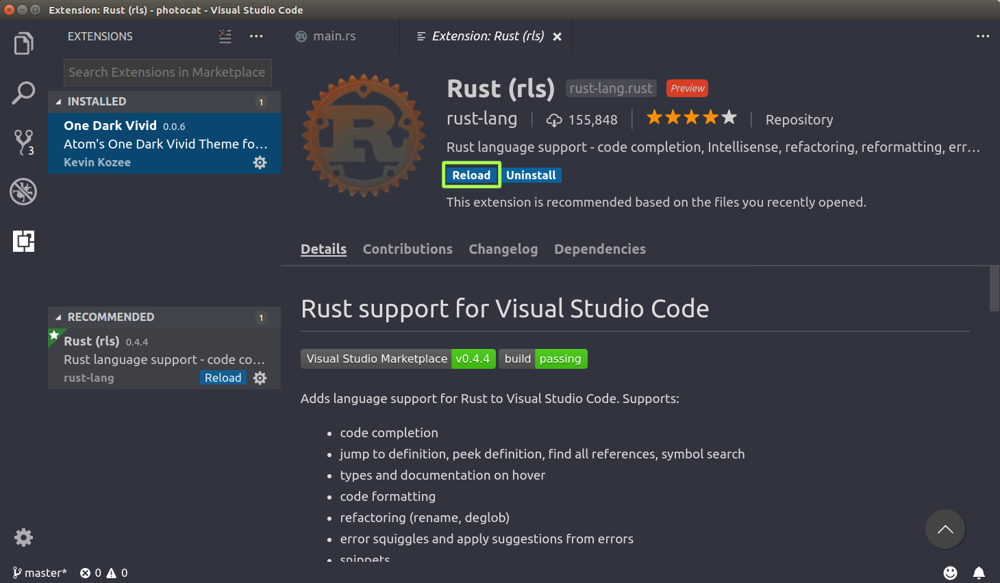 Extension: Rust (rls) - photocat - Visual Studio Code
EXTENSIONS
Search Extensions in Marketplace
INSTALLED 1
One Dark Vivid 0.0.6
Atom's One Dark Vivid Theme fo...
Kevin Kozee
3
RECOMMENDED 1
Rust (rls) 0.4.4
Rust language support - code co...
rust-lang Reload
main.rs Extension: Rust (rls)
R
Rust (rls) rust-lang.rust Preview
rust-lang 155,848 Repository
Rust language support - code completion, Intellisense, refactoring, reformatting, err...
Reload Uninstall
This extension is recommended based on the files you recently opened.
Details Contributions Changelog Dependencies
Rust support for Visual Studio Code
Visual Studio Marketplace v0.4.4 build passing
Adds language support for Rust to Visual Studio Code. Supports:
• code completion
• jump to definition, peek definition, find all references, symbol search
• types and documentation on hover
• code formatting
• refactoring (rename, deglob)
• error squiggles and apply suggestions from errors
• snippets
master* 0 0